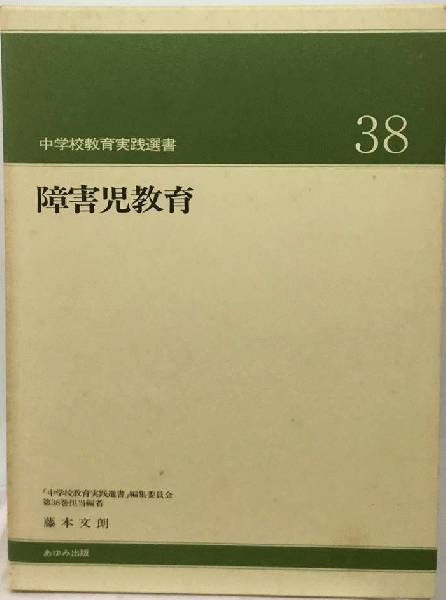 中学校教育実践選書
38
障害児教育
「中学校教育実践選書」編集委員会
第38巻担当編者
藤本文朗
あゆみ出版